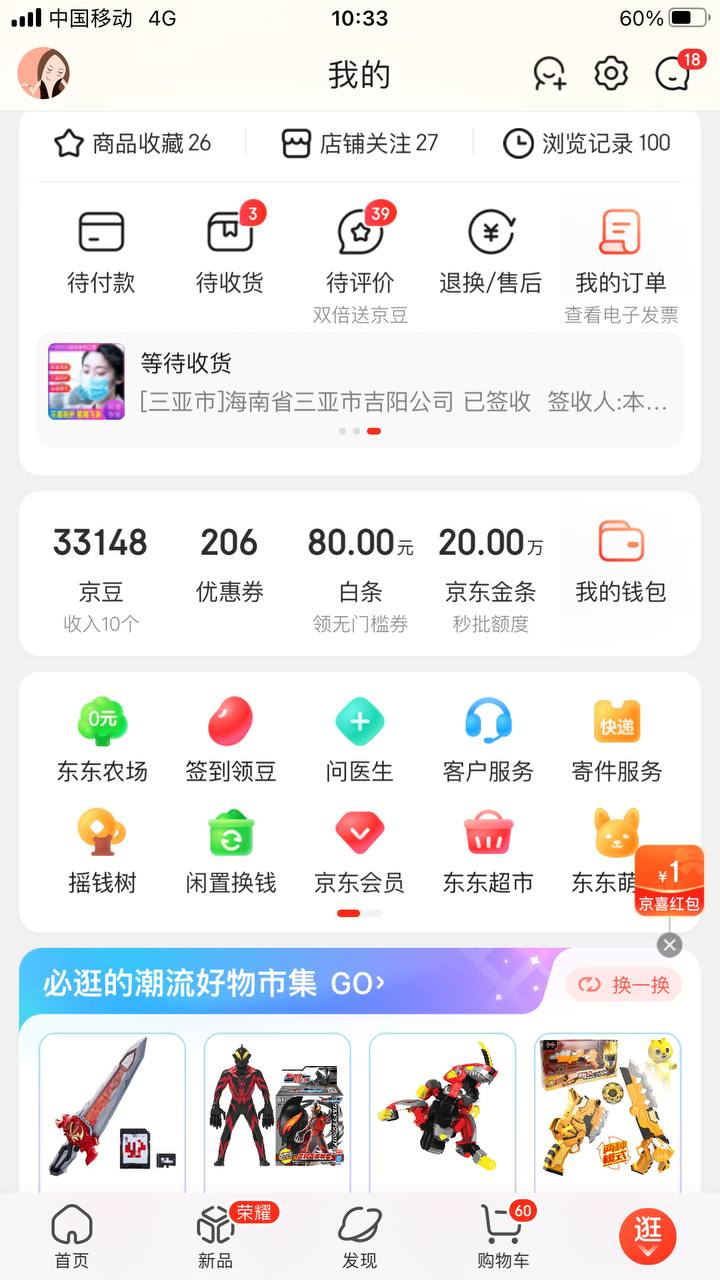 中国移动 4G 10:33 60%
我的 18
商品收藏 26 店铺关注 27 浏览记录 100
3 39
待付款 待收货 待评价 退换/售后 我的订单
双倍送京豆 查看电子发票
等待收货
[三亚市]海南省三亚市吉阳公司 已签收 签收人:本...
33148 206 80.00元 20.00万
京豆 优惠券 白条 京东金条 我的钱包
收入10个 领无门槛券 秒批额度
0元 快递
东东农场 签到领豆 问医生 客户服务 寄件服务
摇钱树 闲置换钱 京东会员 东东超市 东东萌
¥1
京喜红包
必逛的潮流好物市集 GO› 换一换
两种
模式
荣耀 60 逛
首页 新品 发现 购物车